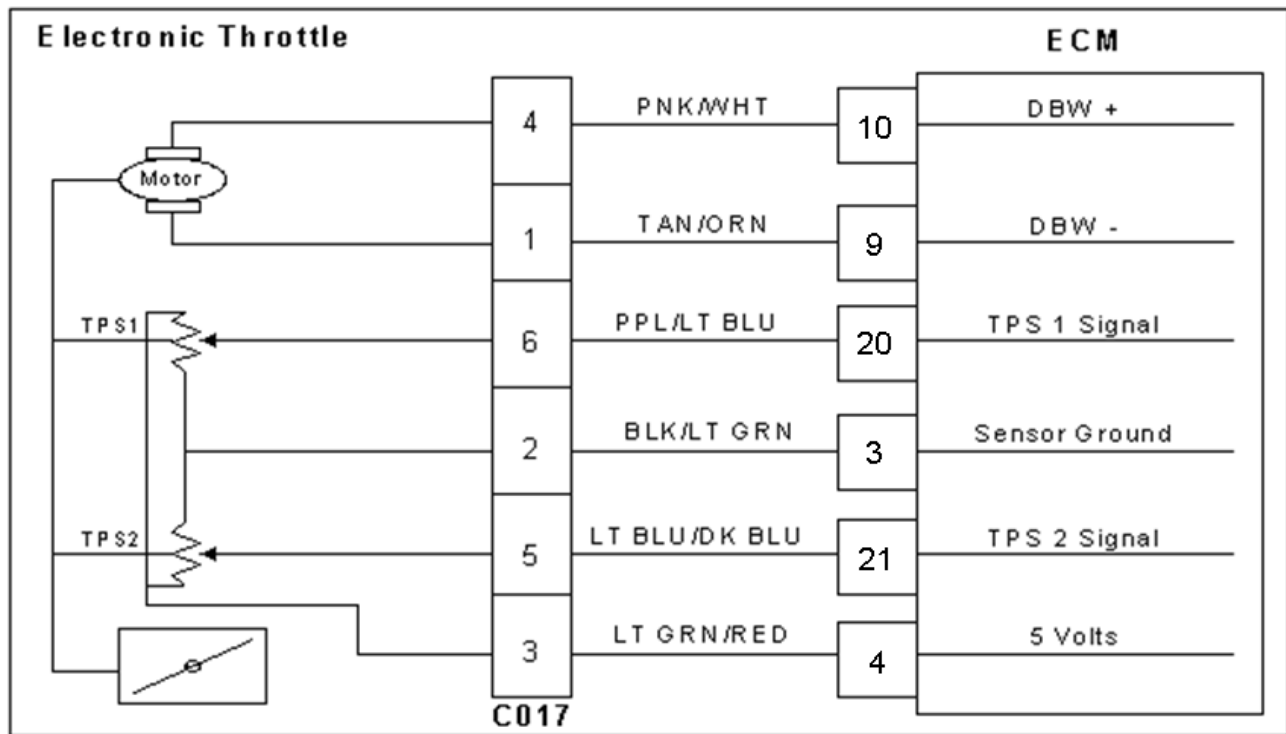 Electronic Throttle
ECM
4 PNK/WHT 10 DBW +
Motor
1 TAN/ORN 9 DBW -
TPS1 6 PPL/LT BLU 20 TPS 1 Signal
2 BLK/LT GRN 3 Sensor Ground
TPS2 5 LT BLU/DK BLU 21 TPS 2 Signal
3 LT GRN/RED 4 5 Volts
C017